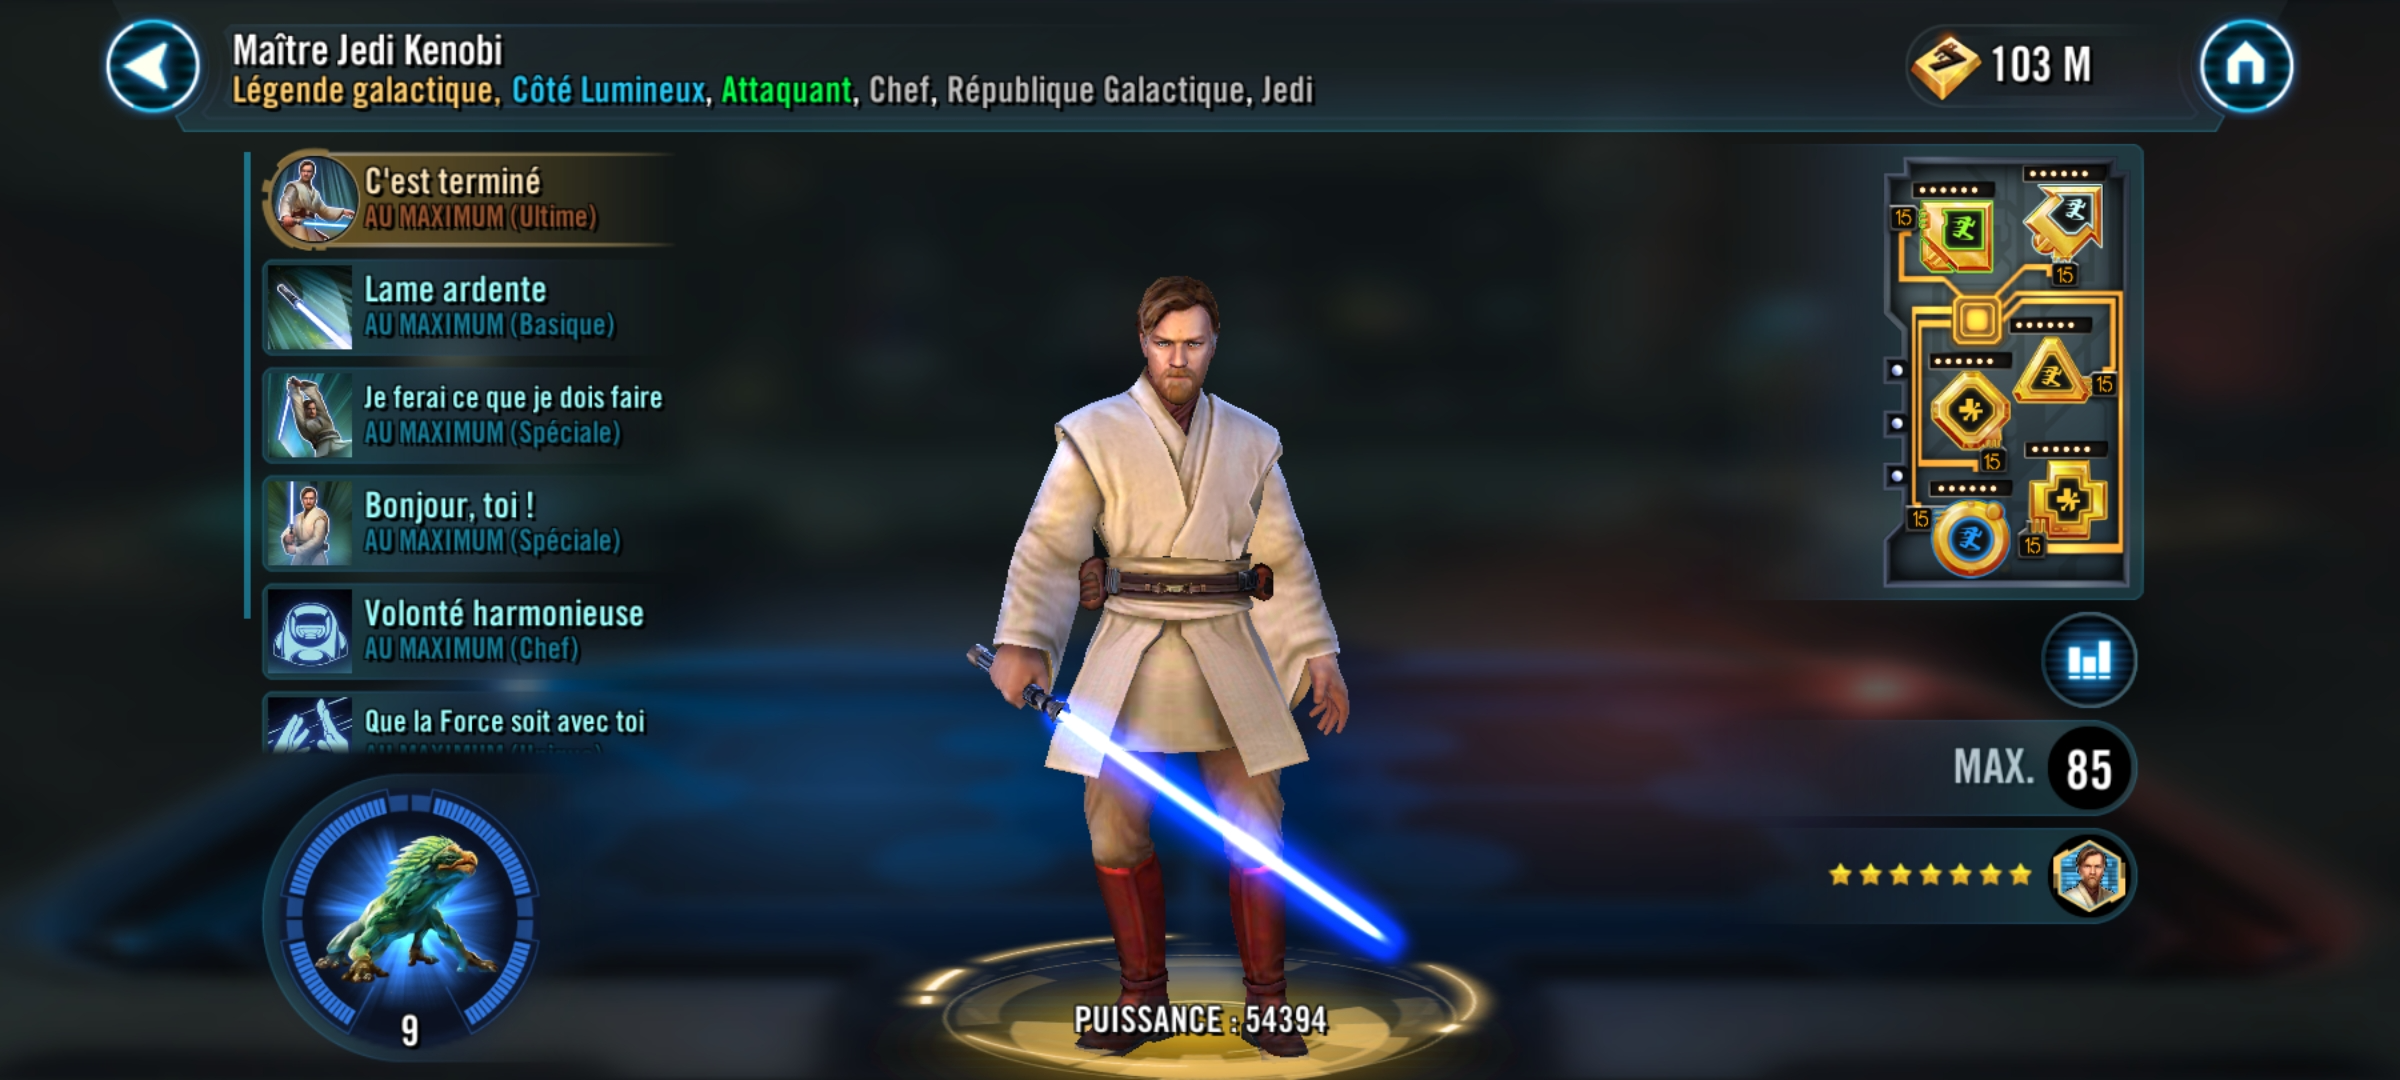 Maître Jedi Kenobi
Légende galactique, Côté Lumineux, Attaquant, Chef, République Galactique, Jedi
103 M
C'est terminé
AU MAXIMUM (Ultime)
Lame ardente
AU MAXIMUM (Basique)
Je ferai ce que je dois faire
AU MAXIMUM (Spéciale)
Bonjour, toi !
AU MAXIMUM (Spéciale)
Volonté harmonieuse
AU MAXIMUM (Chef)
Que la Force soit avec toi
AU MAXIMUM (Unique)
9
PUISSANCE : 54394
15
15
15
15
15
15
MAX. 85